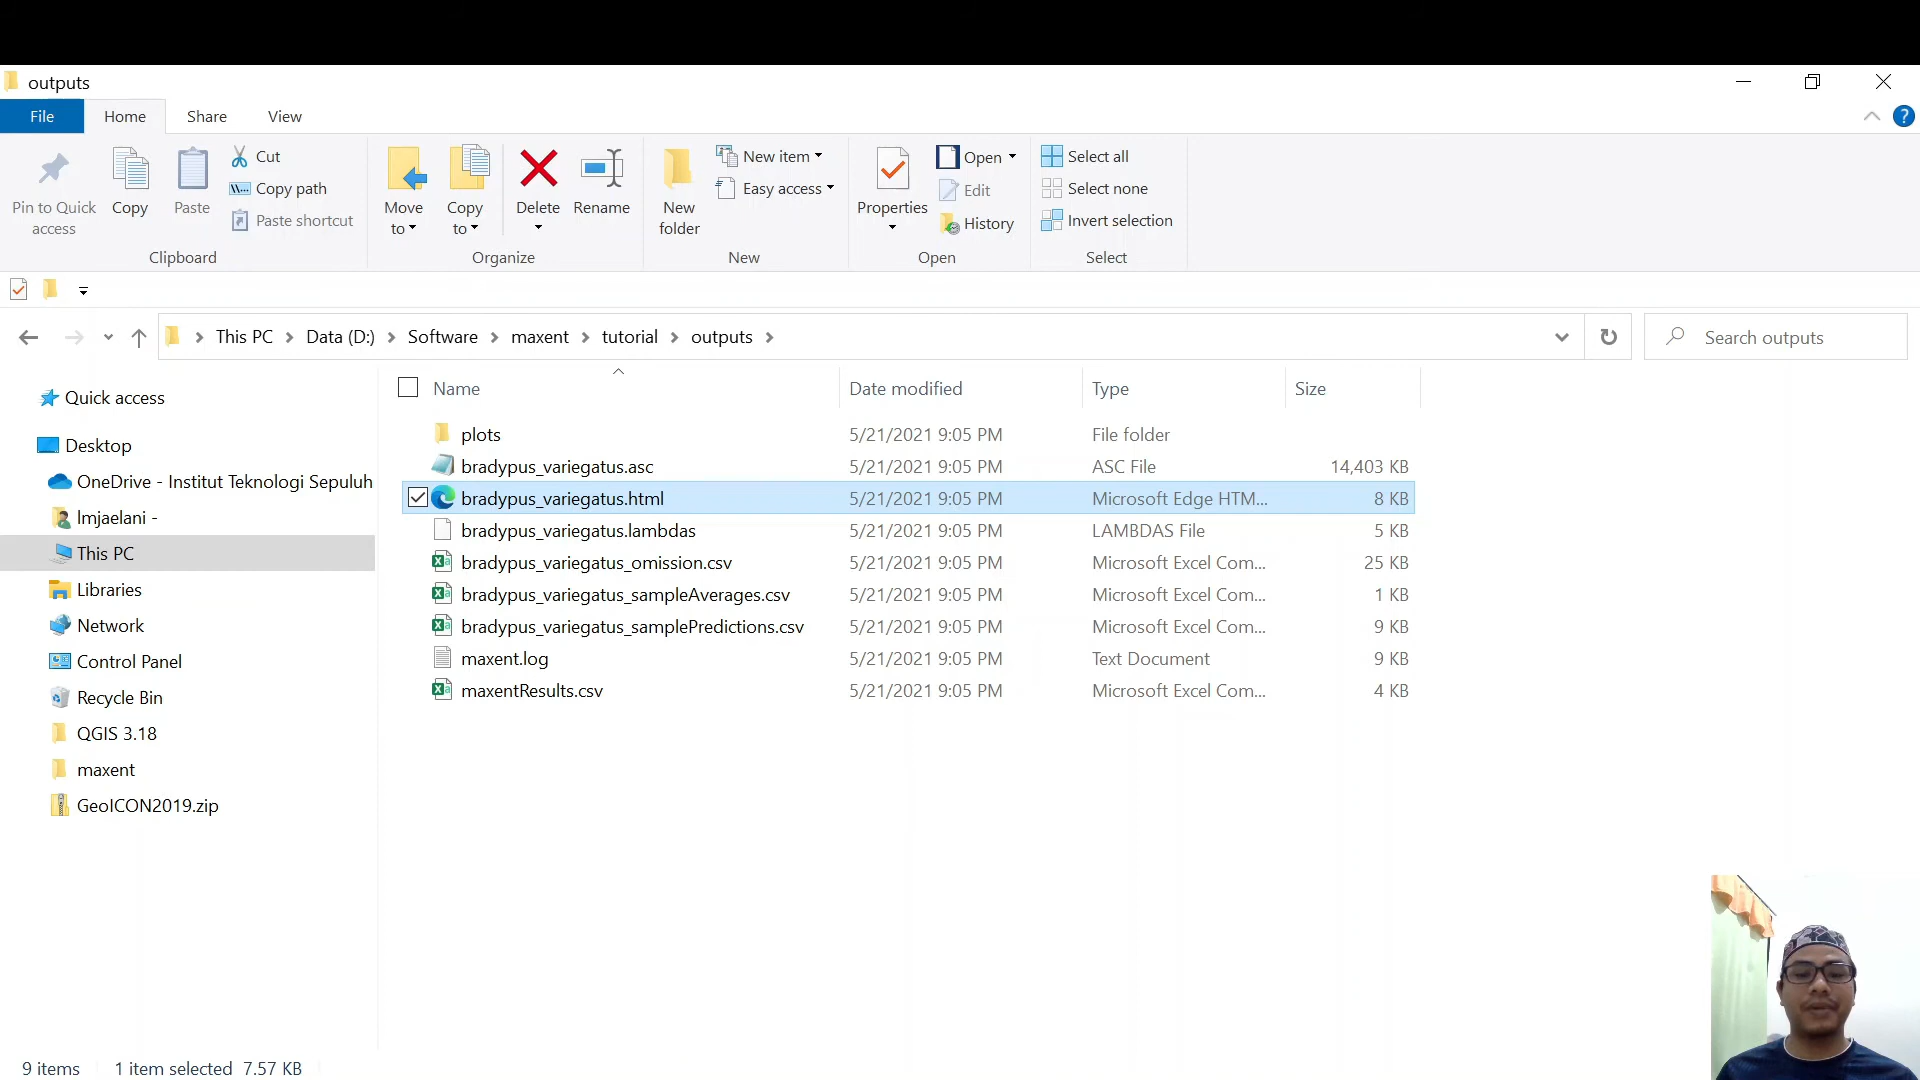 outputs
File
Home
Share
View
?
Pin to Quick
access
Copy
Paste
Cut
Copy path
Paste shortcut
Clipboard
Move
to
Copy
to
Delete
Rename
Organize
New
folder
New item
Easy access
New
Properties
Open
Edit
History
Open
Select all
Select none
Invert selection
Select
This PC
Data (D:)
Software
maxent
tutorial
outputs
Search outputs
Quick access
Desktop
OneDrive - Institut Teknologi Sepuluh
lmjaelani -
This PC
Libraries
Network
Control Panel
Recycle Bin
QGIS 3.18
maxent
GeoICON2019.zip
Name Date modified Type Size
plots 5/21/2021 9:05 PM File folder
bradypus_variegatus.asc 5/21/2021 9:05 PM ASC File 14,403 KB
bradypus_variegatus.html 5/21/2021 9:05 PM Microsoft Edge HTM... 8 KB
bradypus_variegatus.lambdas 5/21/2021 9:05 PM LAMBDAS File 5 KB
bradypus_variegatus_omission.csv 5/21/2021 9:05 PM Microsoft Excel Com... 25 KB
bradypus_variegatus_sampleAverages.csv 5/21/2021 9:05 PM Microsoft Excel Com... 1 KB
bradypus_variegatus_samplePredictions.csv 5/21/2021 9:05 PM Microsoft Excel Com... 9 KB
maxent.log 5/21/2021 9:05 PM Text Document 9 KB
maxentResults.csv 5/21/2021 9:05 PM Microsoft Excel Com... 4 KB
9 items 1 item selected 7.57 KB